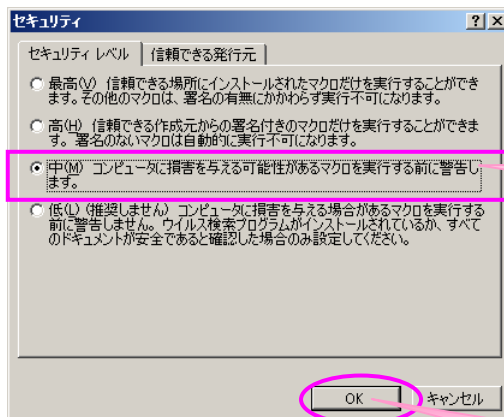 セキュリティ
セキュリティ レベル
信頼できる発行元
最高(V) 信頼できる場所にインストールされたマクロだけを実行することができ
ます。その他のマクロは、署名の有無にかかわらず実行不可になります。
高(H) 信頼できる作成元からの署名付きのマクロだけを実行することができま
す。署名のないマクロは自動的に実行不可になります。
中(M) コンピュータに損害を与える可能性があるマクロを実行する前に警告し
ます。
低(L) (推奨しません) コンピュータに損害を与える場合があるマクロを実行する
前に警告しません。ウイルス検索プログラムがインストールされているか、すべて
のドキュメントが安全であると確認した場合のみ設定してください。
OK
キャンセル